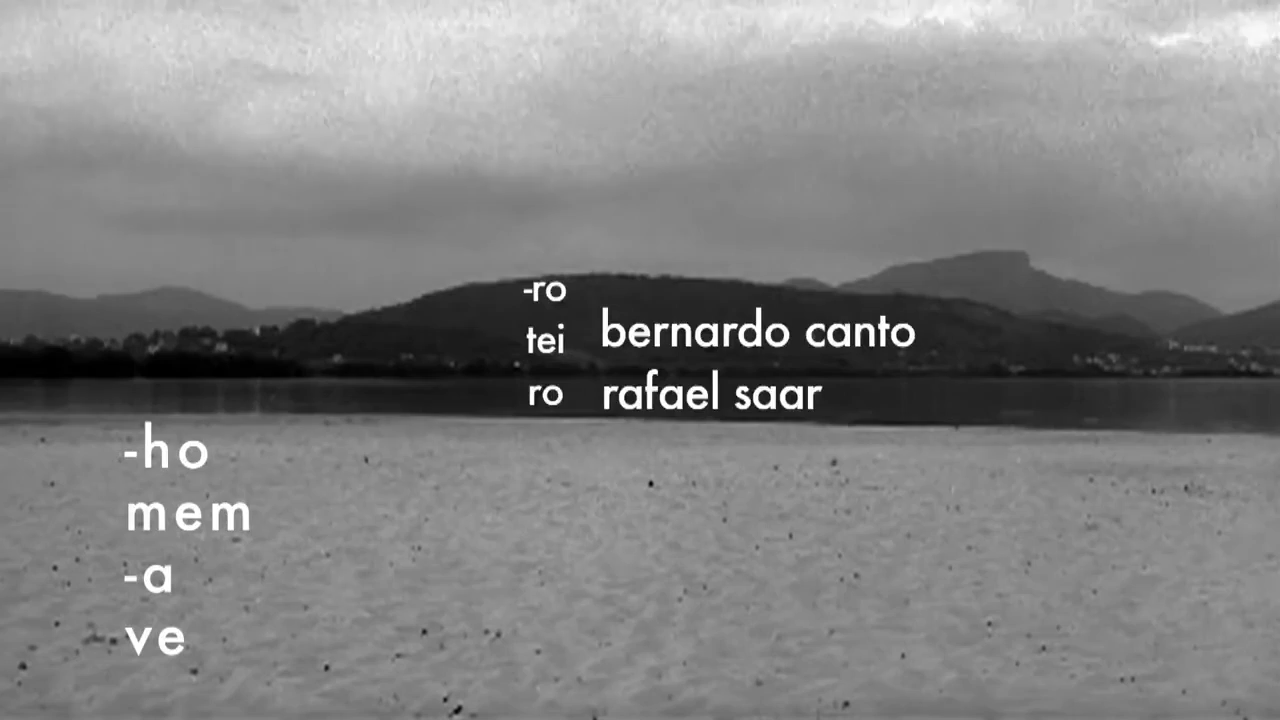 -ro
tei
ro
bernardo canto
rafael saar
-ho
mem
-a
ve